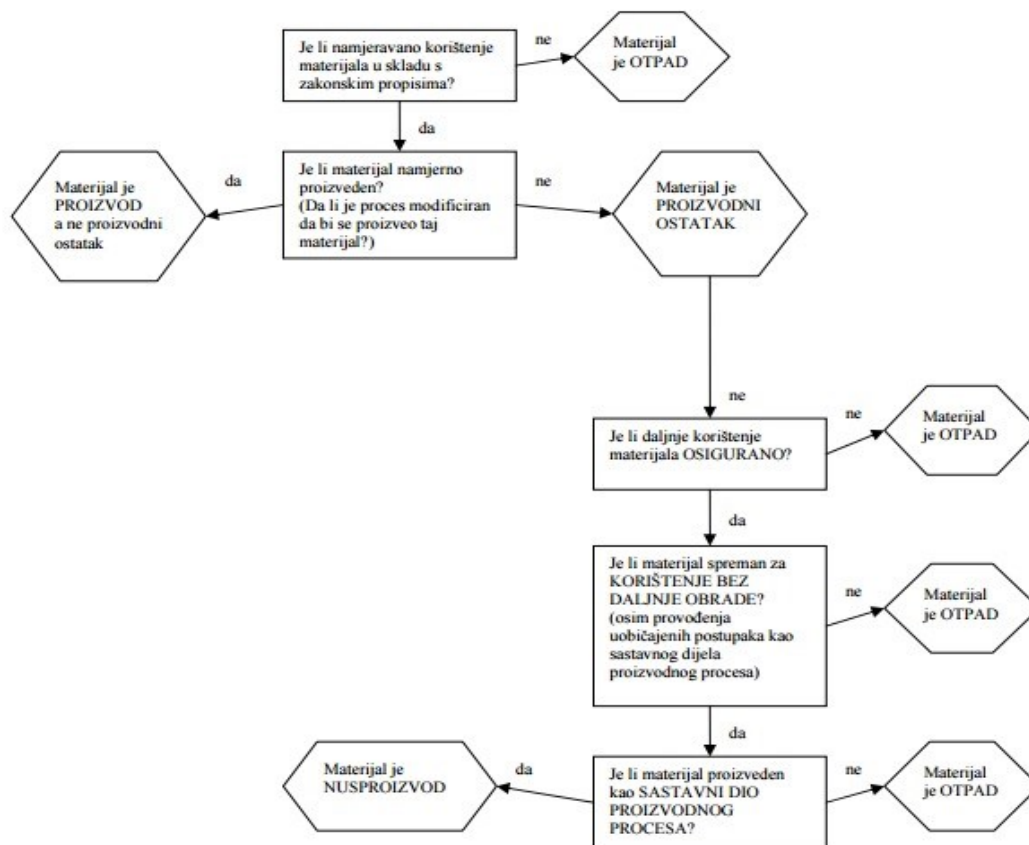 Je li namjeravano korištenje
materijala u skladu s
zakonskim propisima?
ne
Materijal
je OTPAD
da
Materijal je
PROIZVOD
a ne proizvodni
ostatak
da
Je li materijal namjerno
proizveden?
(Da li je proces modificiran
da bi se proizveo taj
materijal?)
ne
Materijal je
PROIZVODNI
OSTATAK
ne
Je li daljnje korištenje
materijala OSIGURANO?
ne
Materijal
je OTPAD
da
Je li materijal spreman za
KORIŠTENJE BEZ
DALJNJE OBRADE?
(osim provođenja
uobičajenih postupaka kao
sastavnog dijela
proizvodnog procesa)
ne
Materijal
je OTPAD
da
Materijal je
NUSPROIZVOD
da
Je li materijal proizveden
kao SASTAVNI DIO
PROIZVODNOG
PROCESA?
ne
Materijal
je OTPAD